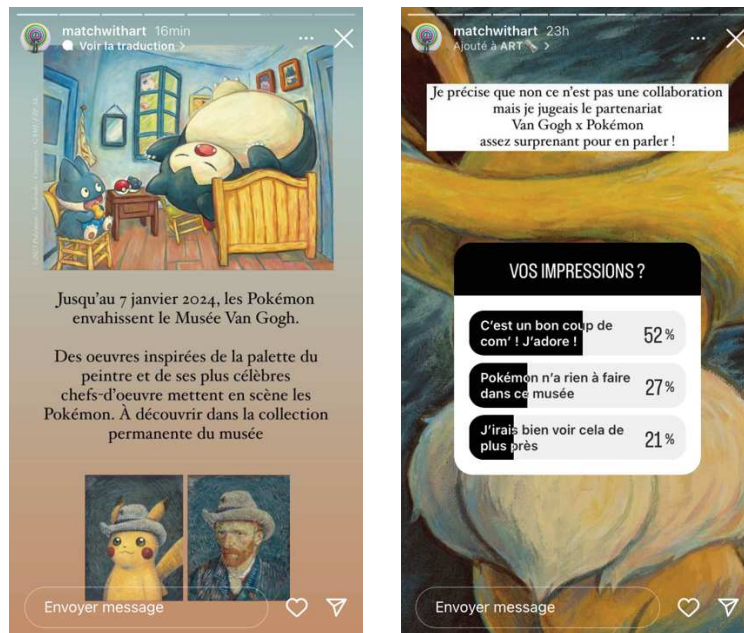 matchwithart 16min
Voir la traduction >
Jusqu'au 7 janvier 2024, les Pokémon
envahissent le Musée Van Gogh.
Des oeuvres inspirées de la palette du
peintre et de ses plus célèbres
chefs-d'oeuvre mettent en scène les
Pokémon. À découvrir dans la collection
permanente du musée
Envoyer message
matchwithart 23h
Ajouté à ART >
Je précise que non ce n'est pas une collaboration
mais je jugeais le partenariat
Van Gogh x Pokémon
assez surprenant pour en parler !
VOS IMPRESSIONS ?
C'est un bon coup de
com' ! J'adore !
52%
Pokémon n'a rien à faire
dans ce musée
27%
J'irais bien voir cela de
plus près
21%
Envoyer message